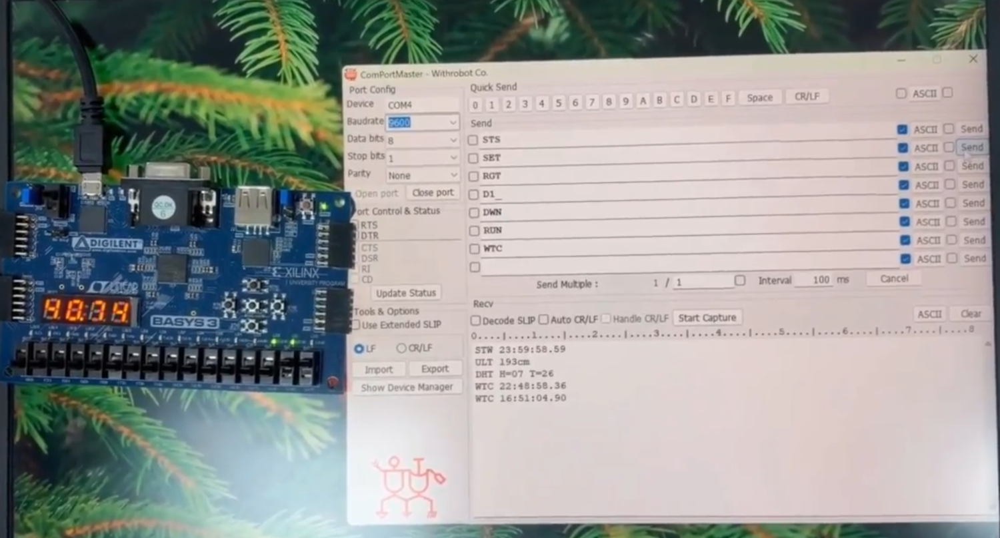 ComPortMaster - Withrobot Co.
Port Config
Device COM4
Baudrate 9600
Data bits 8
Stop bits 1
Parity None
Open port Close port
Port Control & Status
RTS
DTR
CTS
DSR
RI
CD
Update Status
Tools & Options
Use Extended SLIP
LF CR/LF
Import Export
Show Device Manager
Quick Send
0 1 2 3 4 5 6 7 8 9 A B C D E F Space CR/LF ASCII
Send
STS ASCII Send
SET ASCII Send
RGT ASCII Send
D1_ ASCII Send
DWN ASCII Send
RUN ASCII Send
WTC ASCII Send
ASCII Send
Send Multiple : 1 / 1 Interval 100 ms Cancel
Recv
Decode SLIP Auto CR/LF Handle CR/LF Start Capture ASCII Clear
0....|....1....|....2....|....3....|....4....|....5....|....6....|....7....|....8
STW 23:59:58.59
ULT 193cm
DHT H=07 T=26
WTC 22:48:58.36
WTC 16:51:04.90
QC OK
6
DIGILENT
XILINX
UNIVERSITY PROGRAM
48.34
BASYS 3